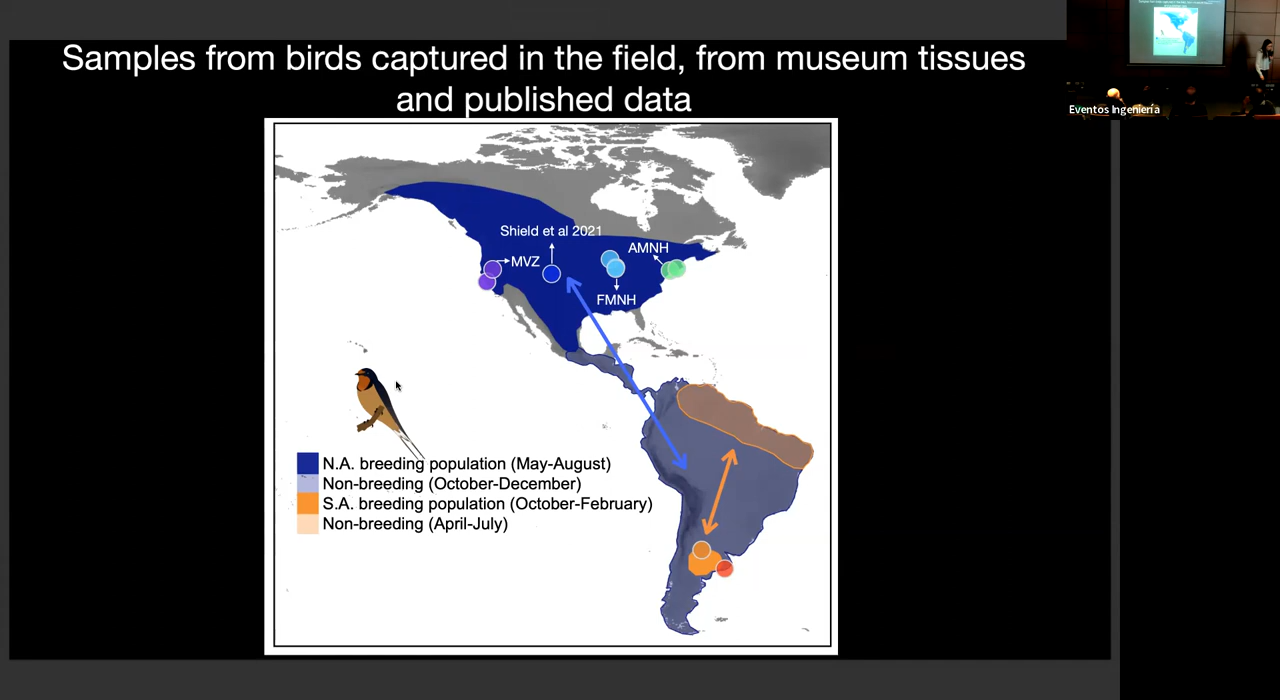 Samples from birds captured in the field, from museum tissues
and published data
Eventos Ingeniería
Shield et al 2021
AMNH
MVZ
FMNH
N.A. breeding population (May-August)
Non-breeding (October-December)
S.A. breeding population (October-February)
Non-breeding (April-July)